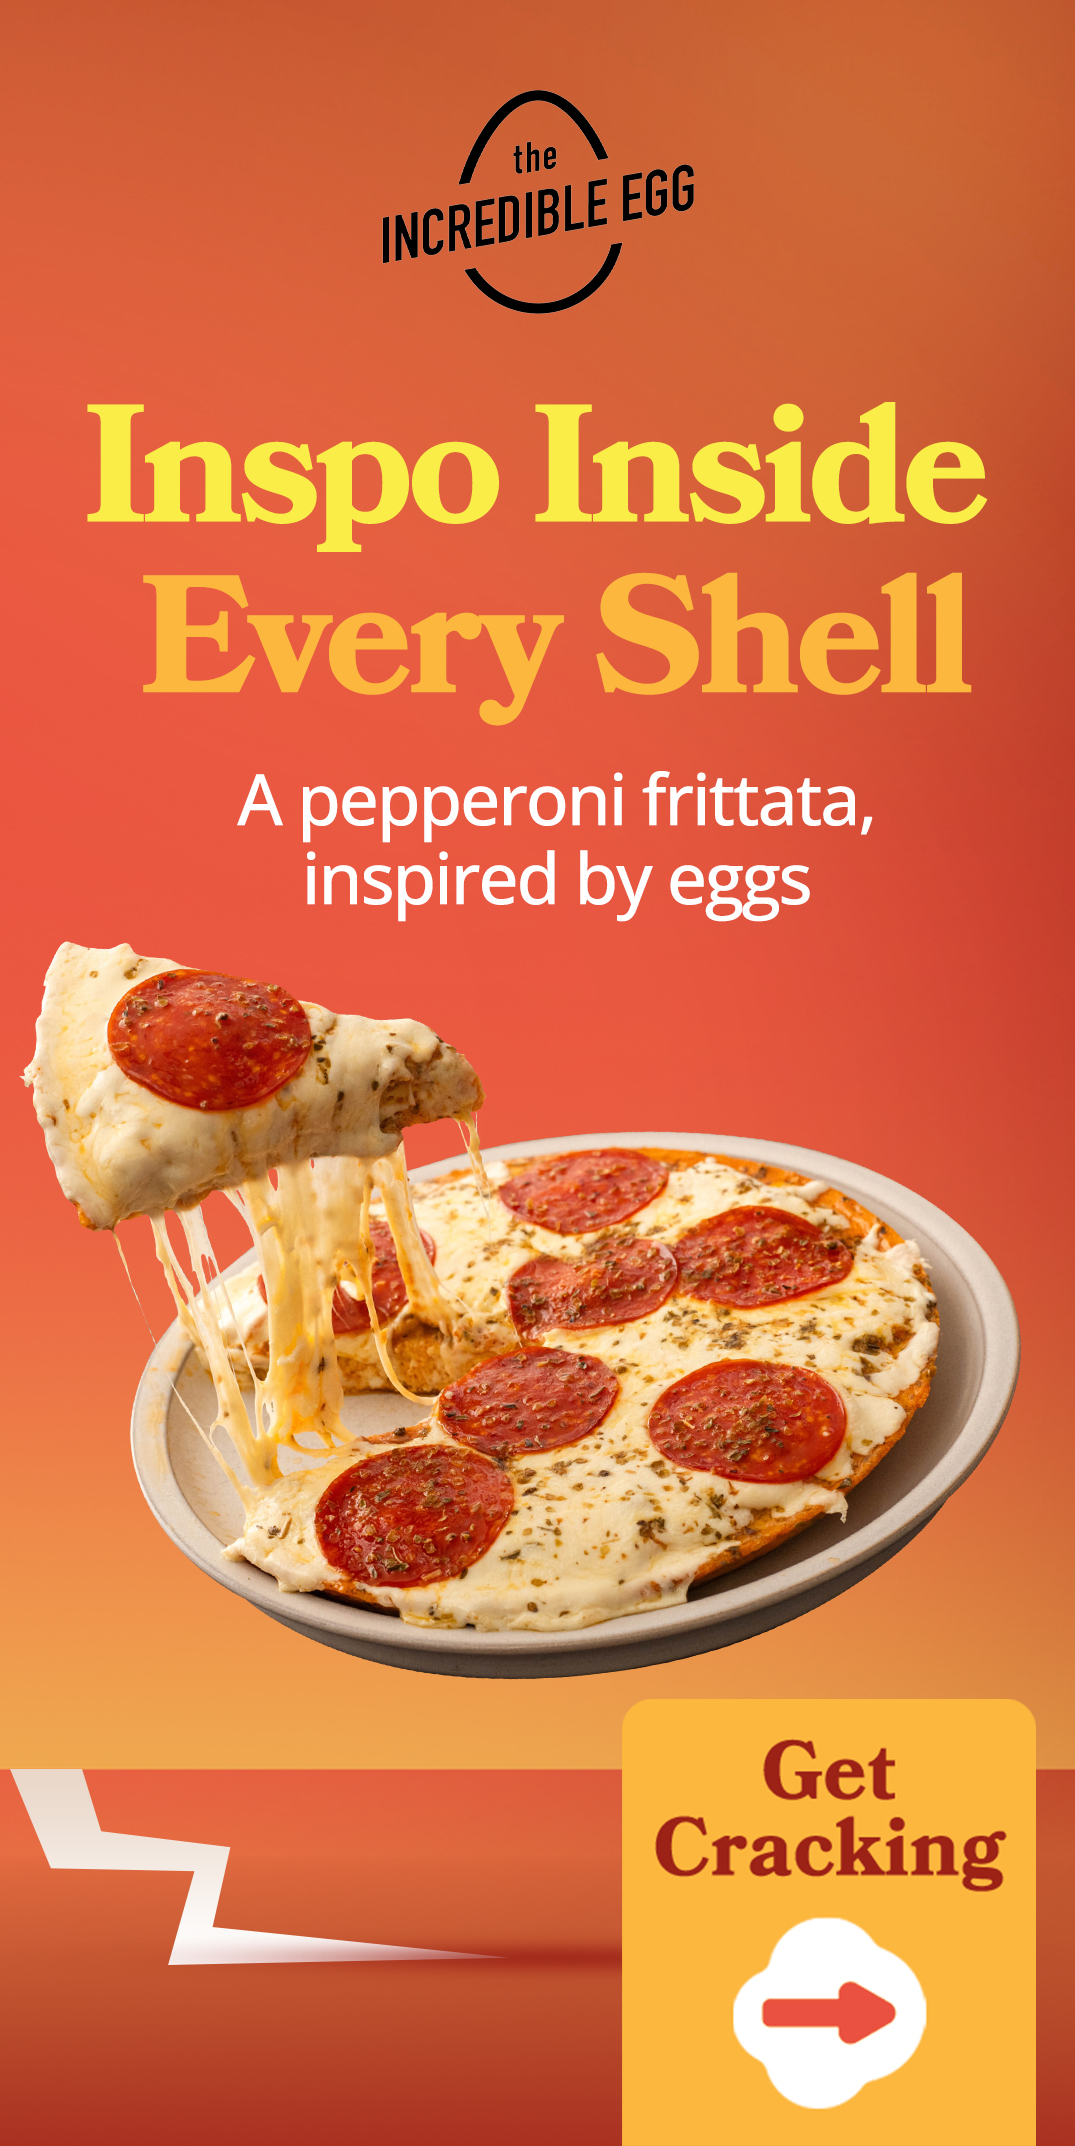 the
INCREDIBLE EGG
Inspo Inside
Every Shell
A pepperoni frittata,
inspired by eggs
Get
Cracking